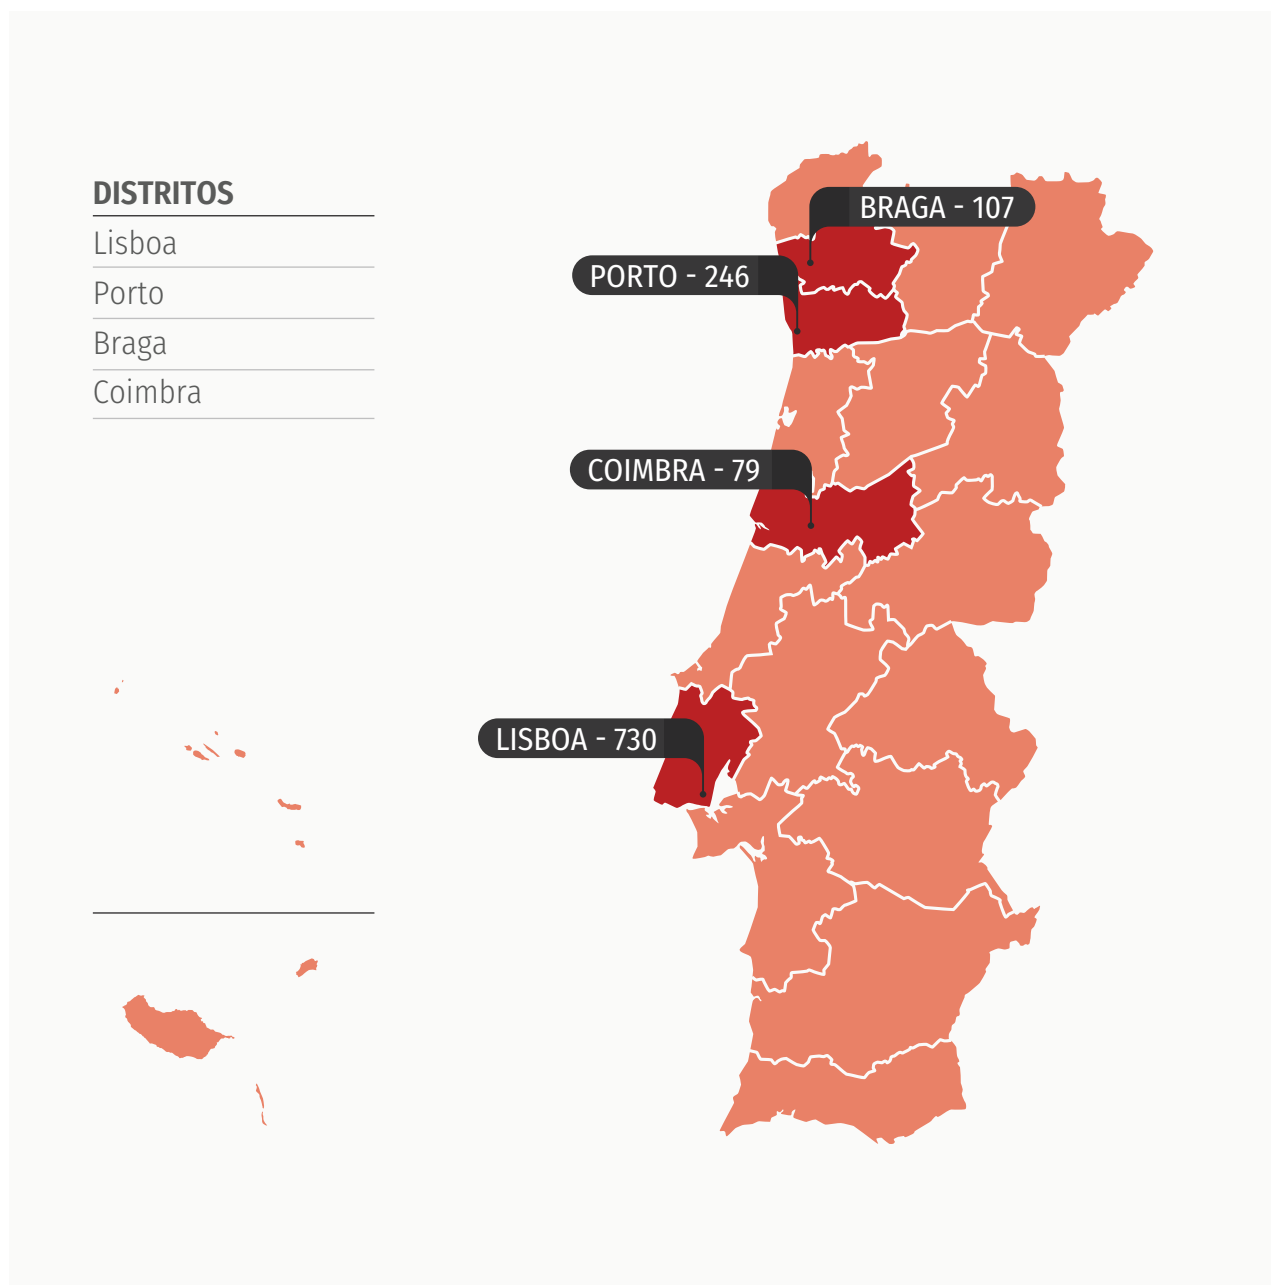 DISTRITOS
Lisboa
Porto
Braga
Coimbra
BRAGA - 107
PORTO - 246
COIMBRA - 79
LISBOA - 730